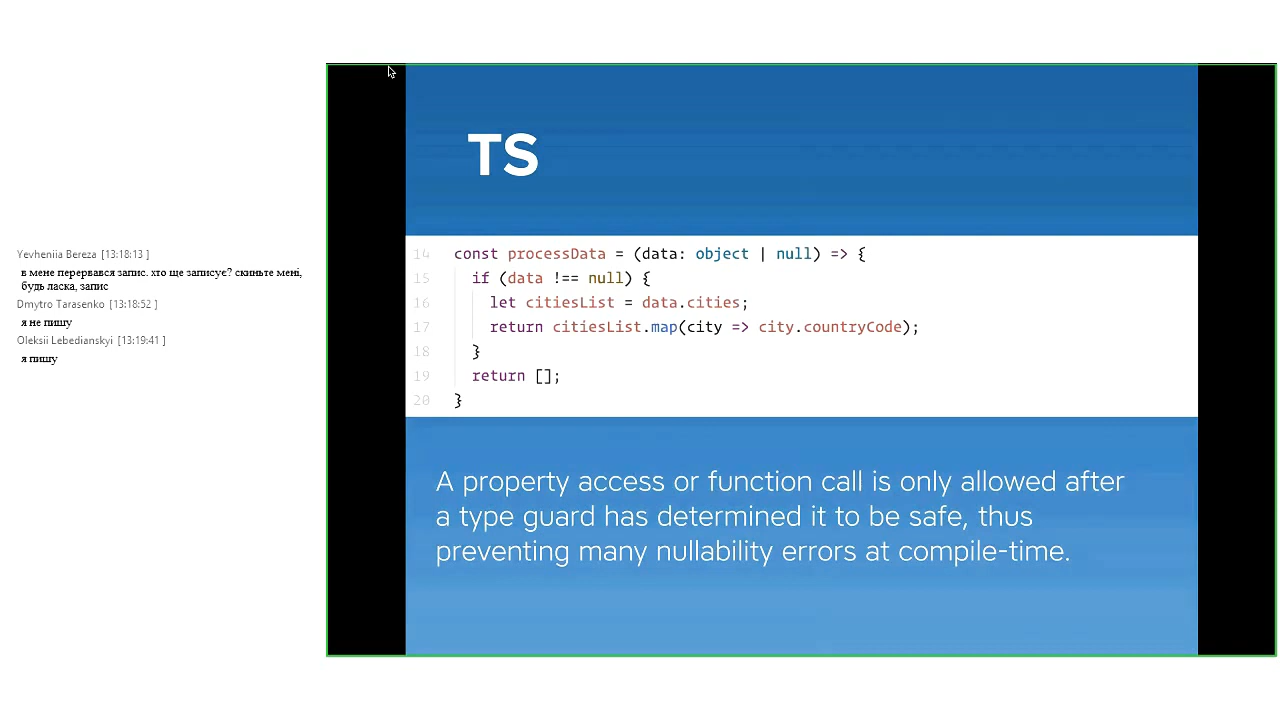 Yevheniia Bereza [13:18:13 ]
в мене перервався запис. хто ще записує? скиньте мені,
будь ласка, запис
Dmytro Tarasenko [13:18:52 ]
я не пишу
Oleksii Lebedianskyi [13:19:41 ]
я пишу
TS
14 const processData = (data: object | null) => {
15 if (data !== null) {
16 let citiesList = data.cities;
17 return citiesList.map(city => city.countryCode);
18 }
19 return [];
20 }
A property access or function call is only allowed after
a type guard has determined it to be safe, thus
preventing many nullability errors at compile-time.